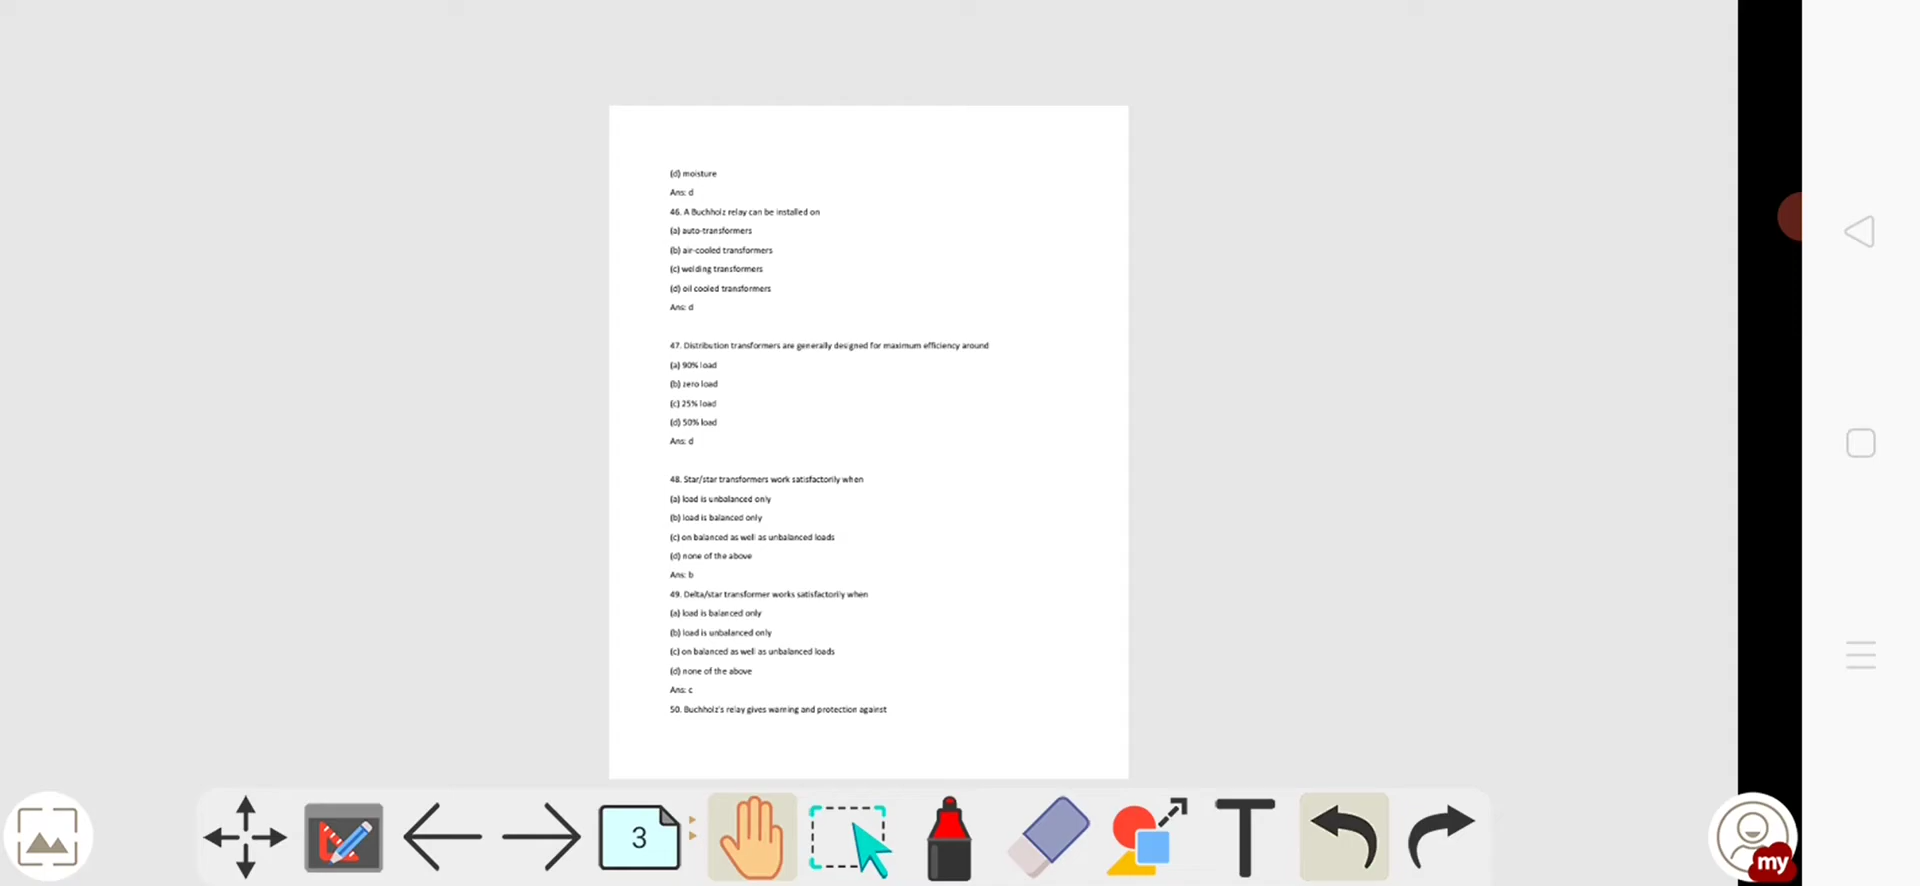 (d) moisture
Ans: d
46. A Buchholz relay can be installed on
(a) auto-transformers
(b) air-cooled transformers
(c) welding transformers
(d) oil cooled transformers
Ans: d
47. Distribution transformers are generally designed for maximum efficiency around
(a) 90% load
(b) zero load
(c) 25% load
(d) 50% load
Ans: d
48. Star/star transformers work satisfactorily when
(a) load is unbalanced only
(b) load is balanced only
(c) on balanced as well as unbalanced loads
(d) none of the above
Ans: b
49. Delta/star transformer works satisfactorily when
(a) load is balanced only
(b) load is unbalanced only
(c) on balanced as well as unbalanced loads
(d) none of the above
Ans: c
50. Buchholz's relay gives warning and protection against
3
T
my